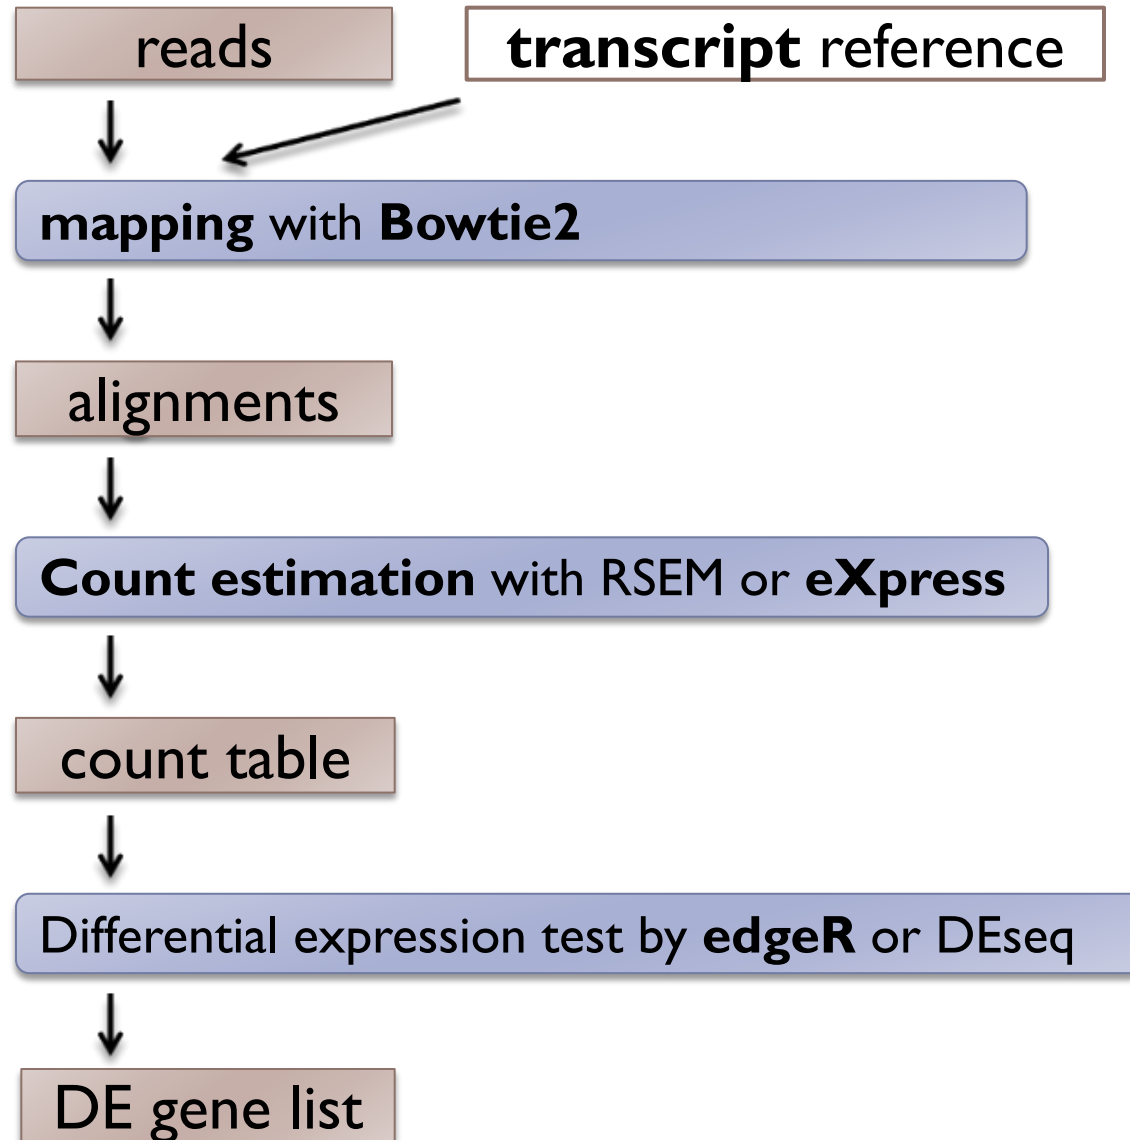 reads
transcript reference
mapping with Bowtie2
alignments
Count estimation with RSEM or eXpress
count table
Differential expression test by edgeR or DEseq
DE gene list